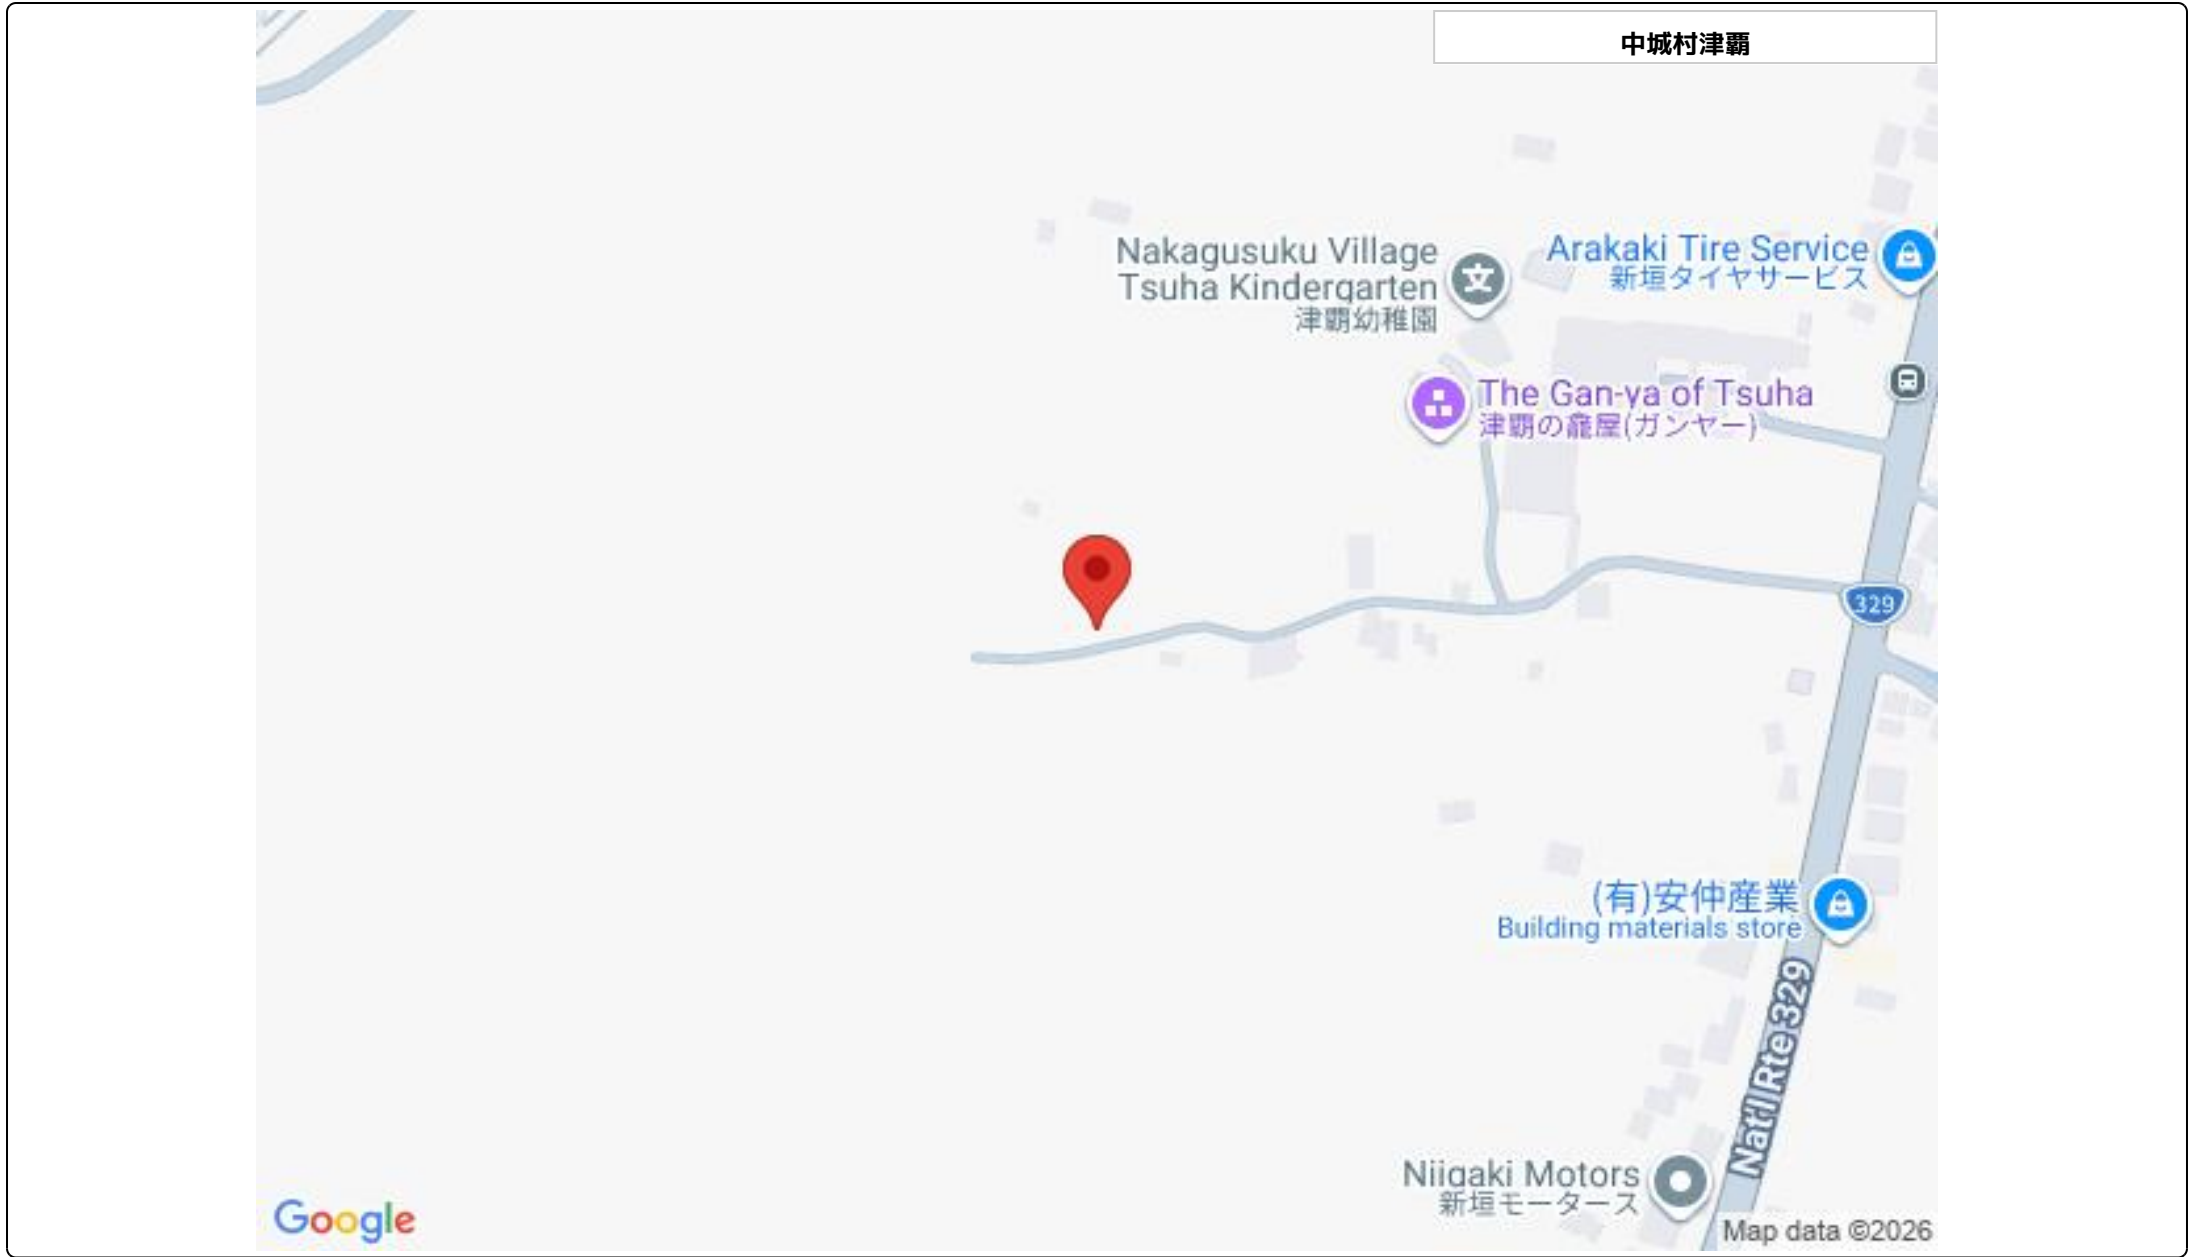 中城村津覇
Nakagusuku Village
Tsuha Kindergarten
津覇幼稚園
文
Arakaki Tire Service
新垣タイヤサービス
The Gan-ya of Tsuha
津覇の龕屋(ガンヤー)
329
(有)安仲産業
Building materials store
Nat'l Rte 329
Niigaki Motors
新垣モータース
Google
Map data ©2026